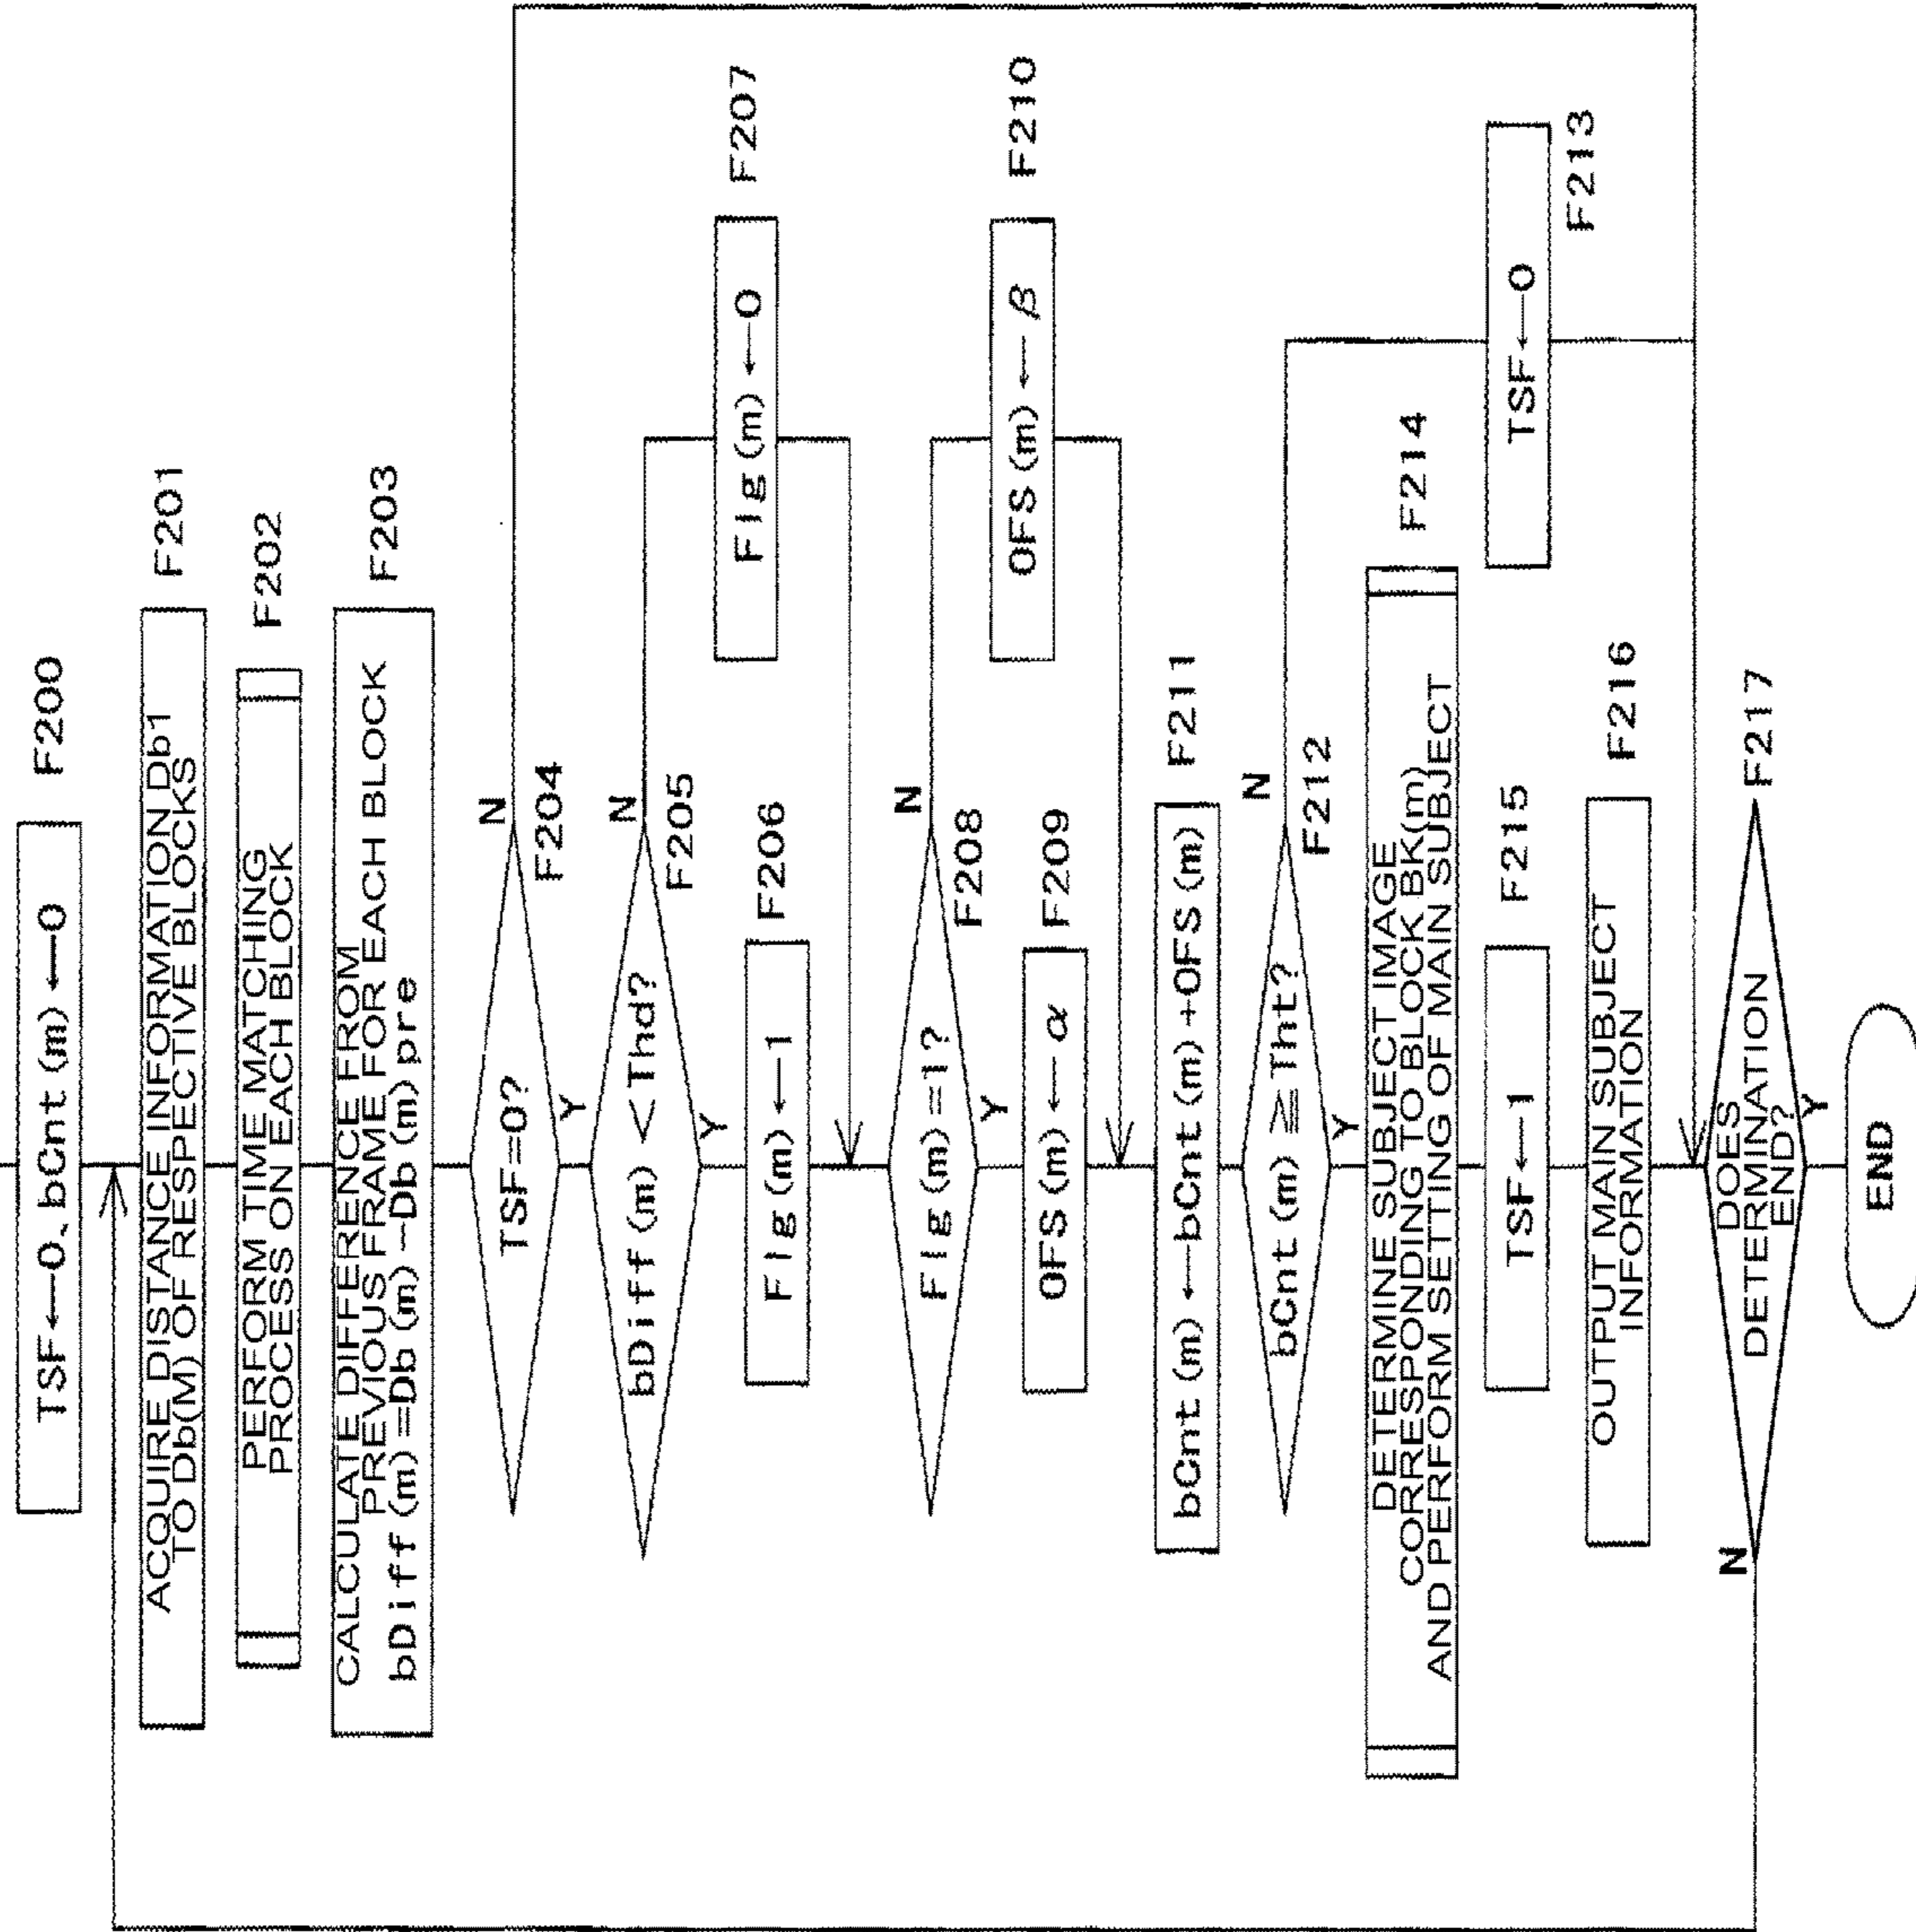 TSF←0、bCnt(m)←0
F200
ACQUIRE DISTANCE INFORMATION Db1
TO Db(M) OF RESPECTIVE BLOCKS
F201
PERFORM TIME MATCHING
PROCESS ON EACH BLOCK
F202
CALCULATE DIFFERENCE FROM
PREVIOUS FRAME FOR EACH BLOCK
bDiff(m)=Db(m)-Db(m)pre
F203
TSF=0?
N
F204
Y
bDiff(m)<Thd?
N
F205
Y
Flg(m)←1
F206
Flg(m)←0
F207
Flg(m)=1?
N
F208
Y
OFS(m)←α
F209
OFS(m)←β
F210
bCnt(m)←bCnt(m)+OFS(m)
F211
bCnt(m)≧Tht?
N
F212
Y
TSF←0
F213
DETERMINE SUBJECT IMAGE
CORRESPONDING TO BLOCK BK(m)
AND PERFORM SETTING OF MAIN SUBJECT
F214
TSF←1
F215
OUTPUT MAIN SUBJECT
INFORMATION
F216
DOES
DETERMINATION
END?
F217
N
Y
END